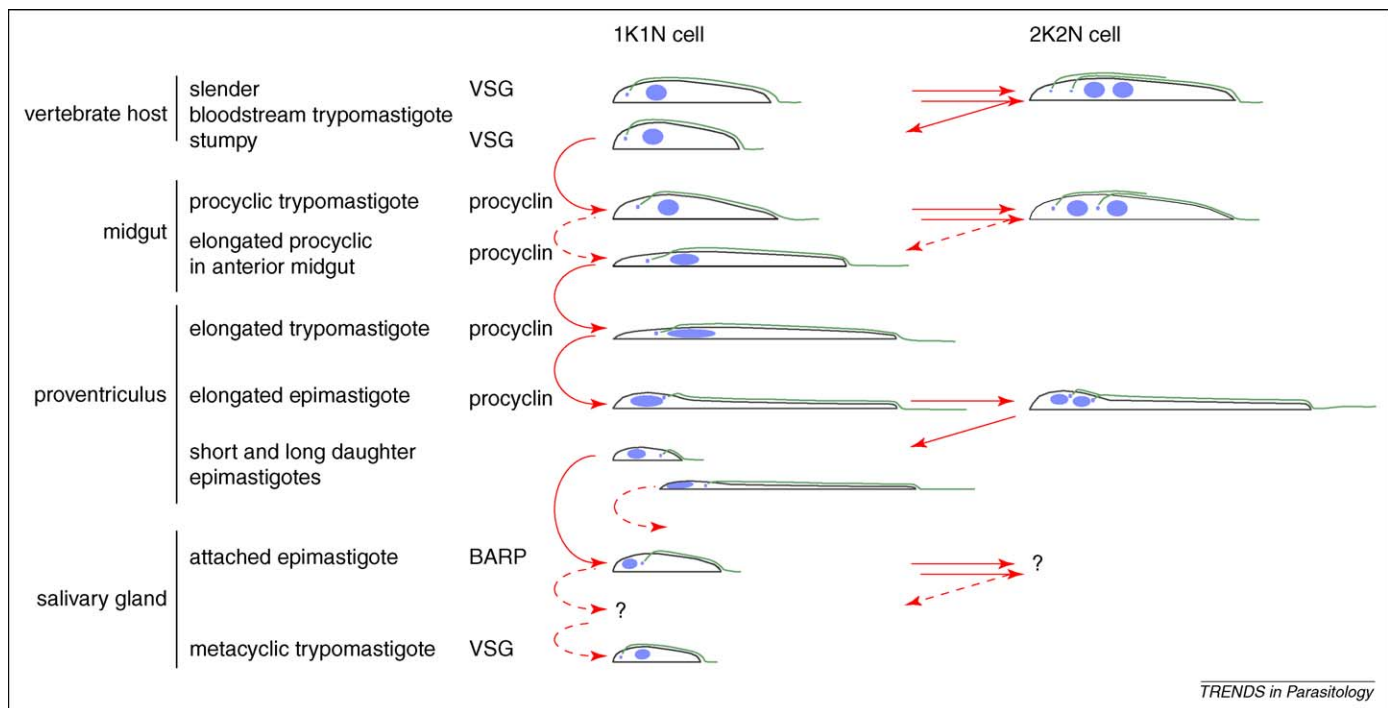 1K1N cell 2K2N cell
slender VSG
vertebrate host bloodstream trypomastigote
stumpy VSG
procyclic trypomastigote procyclin
midgut
elongated procyclic procyclin
in anterior midgut
elongated trypomastigote procyclin
proventriculus elongated epimastigote procyclin
short and long daughter
epimastigotes
attached epimastigote BARP ?
salivary gland ?
metacyclic trypomastigote VSG
TRENDS in Parasitology